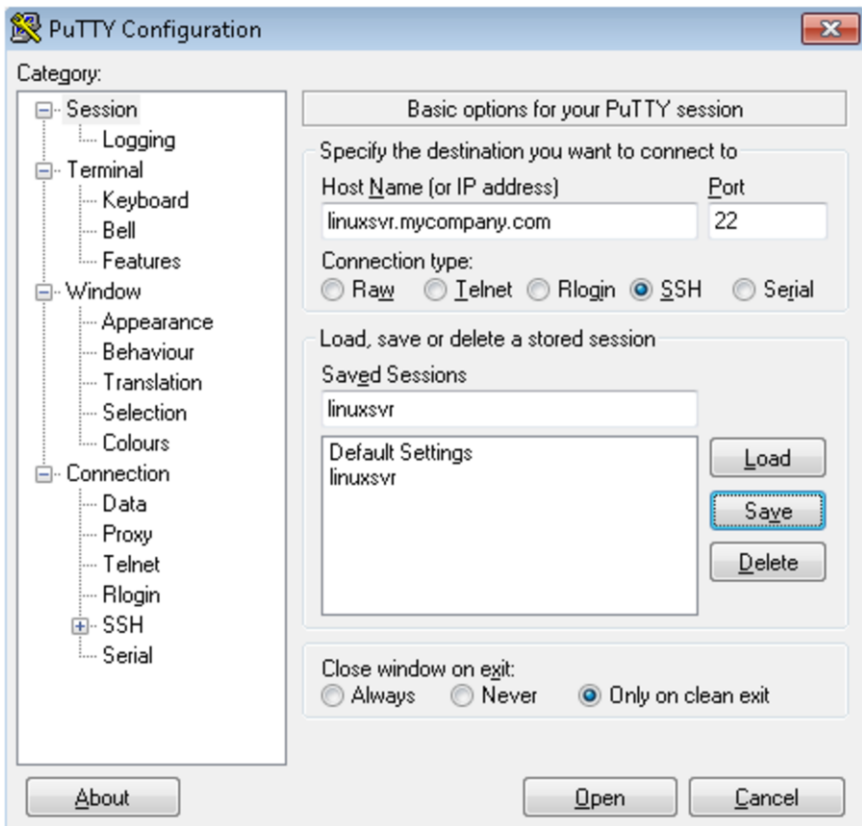 PuTTY Configuration
Category:
Session
Logging
Terminal
Keyboard
Bell
Features
Window
Appearance
Behaviour
Translation
Selection
Colours
Connection
Data
Proxy
Telnet
Rlogin
SSH
Serial
Basic options for your PuTTY session
Specify the destination you want to connect to
Host Name (or IP address) Port
linuxsvr.mycompany.com 22
Connection type:
Raw Telnet Rlogin SSH Serial
Load, save or delete a stored session
Saved Sessions
linuxsvr
Default Settings
linuxsvr
Load
Save
Delete
Close window on exit:
Always Never Only on clean exit
About Open Cancel